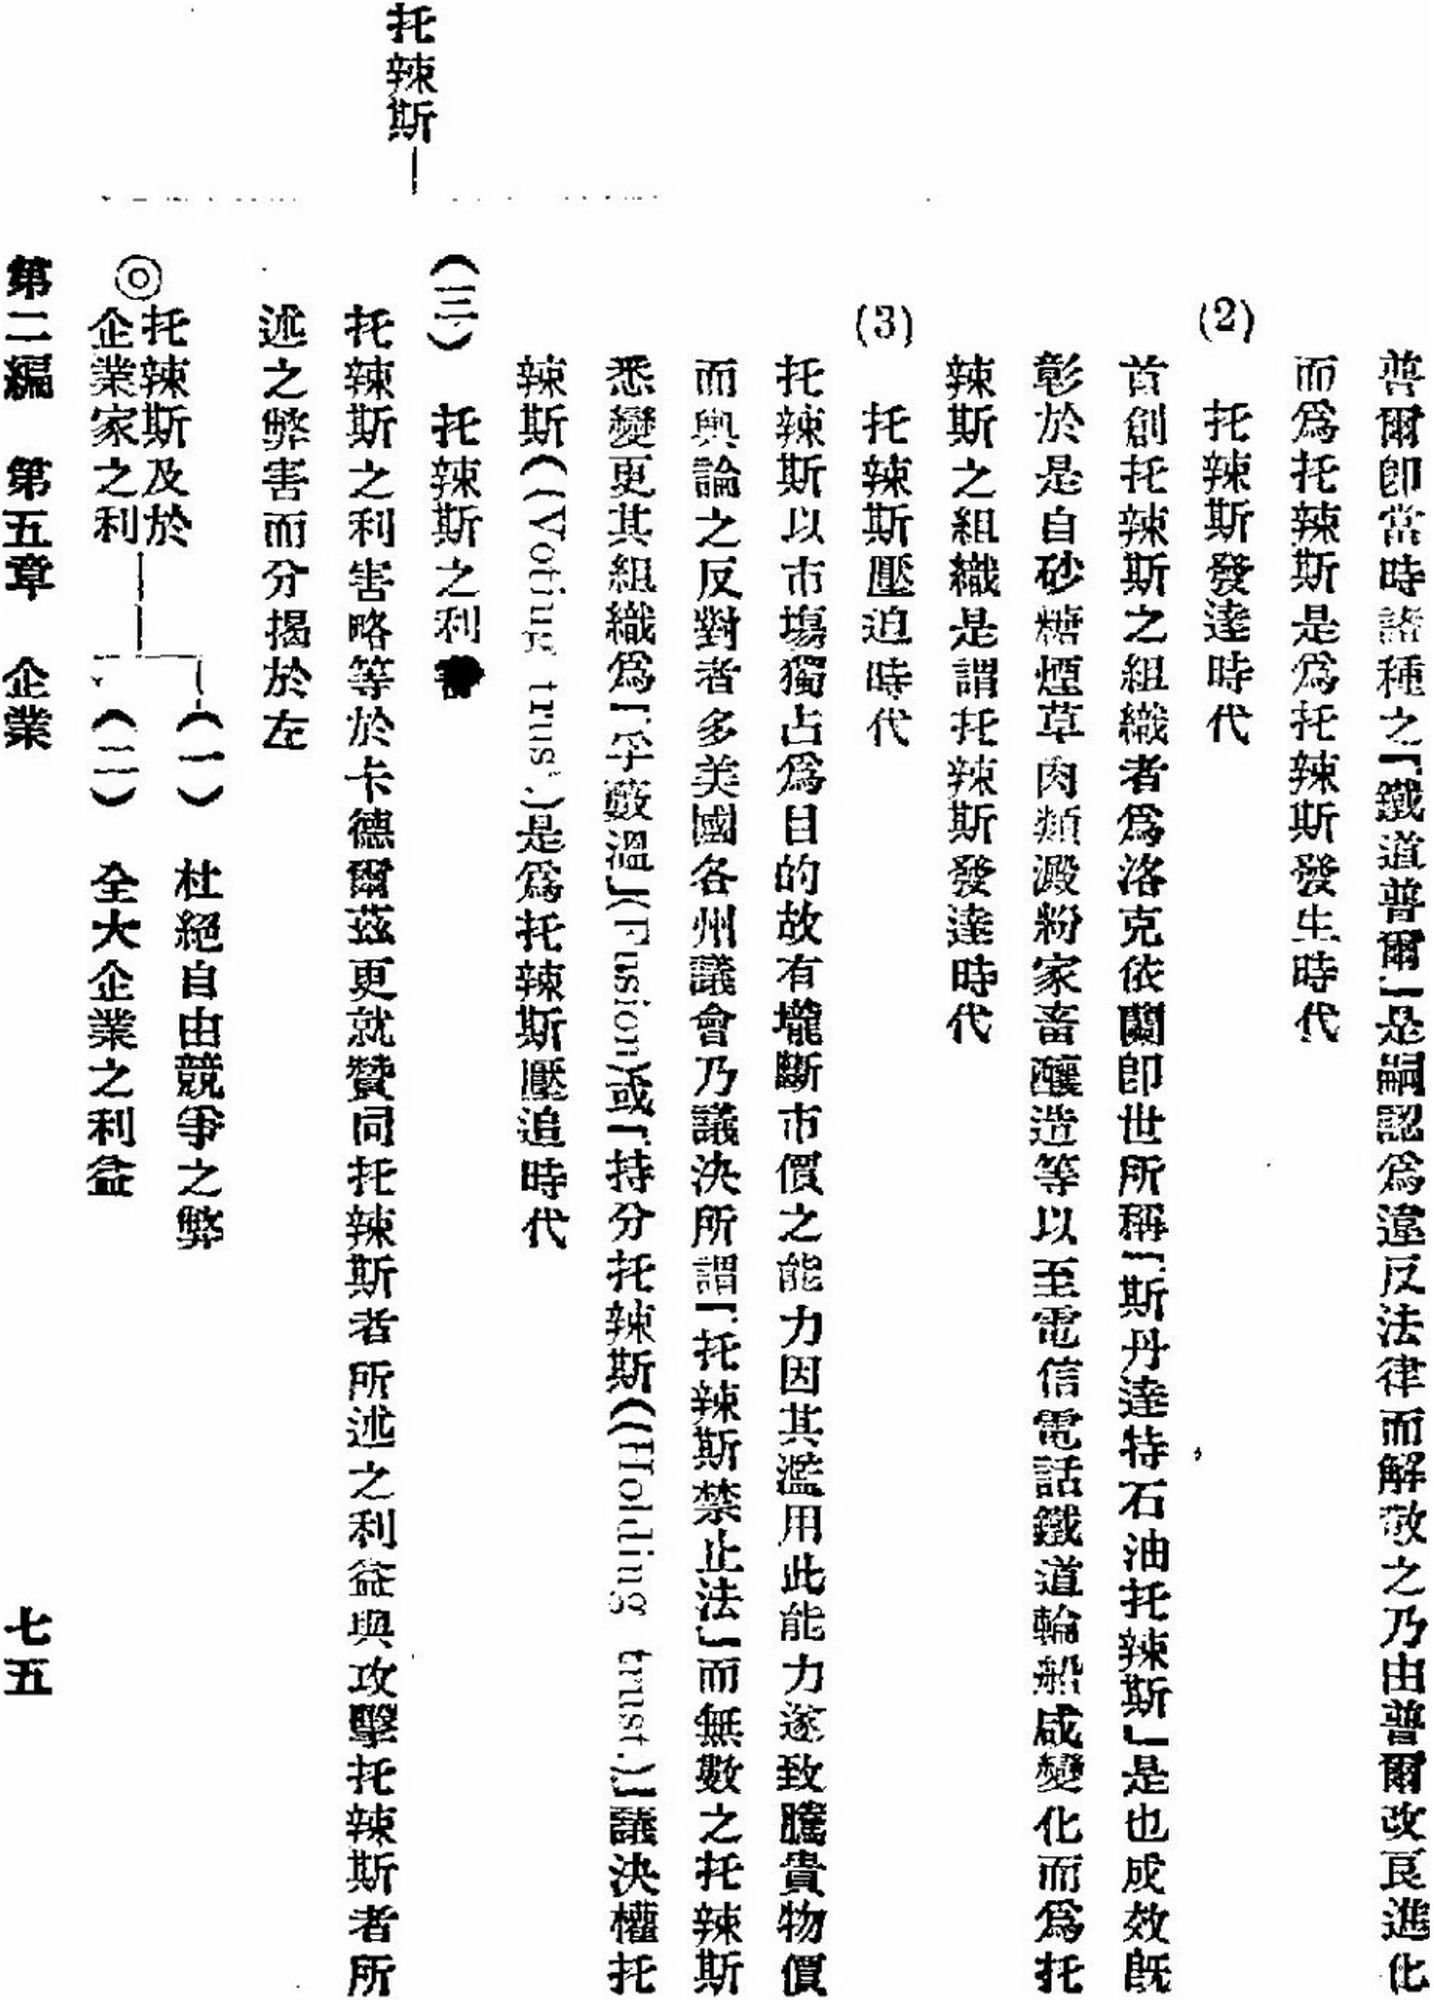 普爾卽當時諸種之「鐵道普爾」是嗣認爲違反法律而解散之乃由普爾改良進化
而爲托辣斯是爲托辣斯發生時代
(2) 托辣斯發達時代
首創托辣斯之組織者爲洛克依蘭卽世所稱「斯丹達特石油托辣斯」是也成效旣
彰於是自砂糖煙草肉類澱粉家畜釀造等以至電信電話鐵道輪船咸變化而爲托
辣斯之組織是謂托辣斯發達時代
(3) 托辣斯壓迫時代
托辣斯以市塲獨占爲目的故有壠斷市價之能力因其濫用此能力遂致騰貴物價
而輿論之反對者多美國各州議會乃議決所謂「托辣斯禁止法」而無數之托辣斯
悉變更其組織爲「孚薮溫」(Fusion)或「持分托辣斯((Holding trust.)」議決權托
辣斯((Voting trust.)是爲托辣斯壓迫時代
(三) 托辣斯之利
托辣斯之利害略等於卡德爾茲更就贊同托辣斯者所述之利益與攻擊托辣斯者所
述之弊害而分揭於左
托辣斯
◎托辣斯及於
企業家之利
(一) 杜絕自由競爭之弊
(二) 全大企業之利益
第二編 第五章 企業 七五